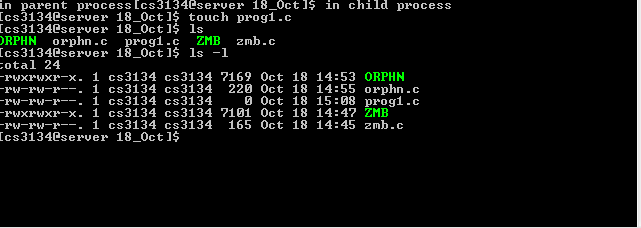 in parent process[cs3134@server 18_Oct]$ in child process
[cs3134@server 18_Oct]$ touch prog1.c
[cs3134@server 18_Oct]$ ls
ORPHN  orphn.c  prog1.c  ZMB  zmb.c
[cs3134@server 18_Oct]$ ls -l
total 24
-rwxrwxr-x. 1 cs3134 cs3134 7169 Oct 18 14:53 ORPHN
-rw-rw-r--. 1 cs3134 cs3134  220 Oct 18 14:55 orphn.c
-rw-rw-r--. 1 cs3134 cs3134    0 Oct 18 15:08 prog1.c
-rwxrwxr-x. 1 cs3134 cs3134 7101 Oct 18 14:47 ZMB
-rw-rw-r--. 1 cs3134 cs3134  165 Oct 18 14:45 zmb.c
[cs3134@server 18_Oct]$